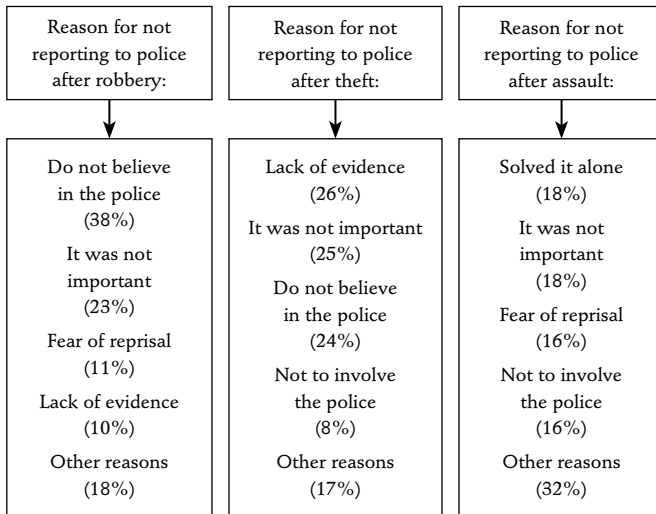 Reason for not
reporting to police
after robbery:
Do not believe
in the police
(38%)
It was not
important
(23%)
Fear of reprisal
(11%)
Lack of evidence
(10%)
Other reasons
(18%)
Reason for not
reporting to police
after theft:
Lack of evidence
(26%)
It was not important
(25%)
Do not believe
in the police
(24%)
Not to involve
the police
(8%)
Other reasons
(17%)
Reason for not
reporting to police
after assault:
Solved it alone
(18%)
It was not
important
(18%)
Fear of reprisal
(16%)
Not to involve
the police
(16%)
Other reasons
(32%)